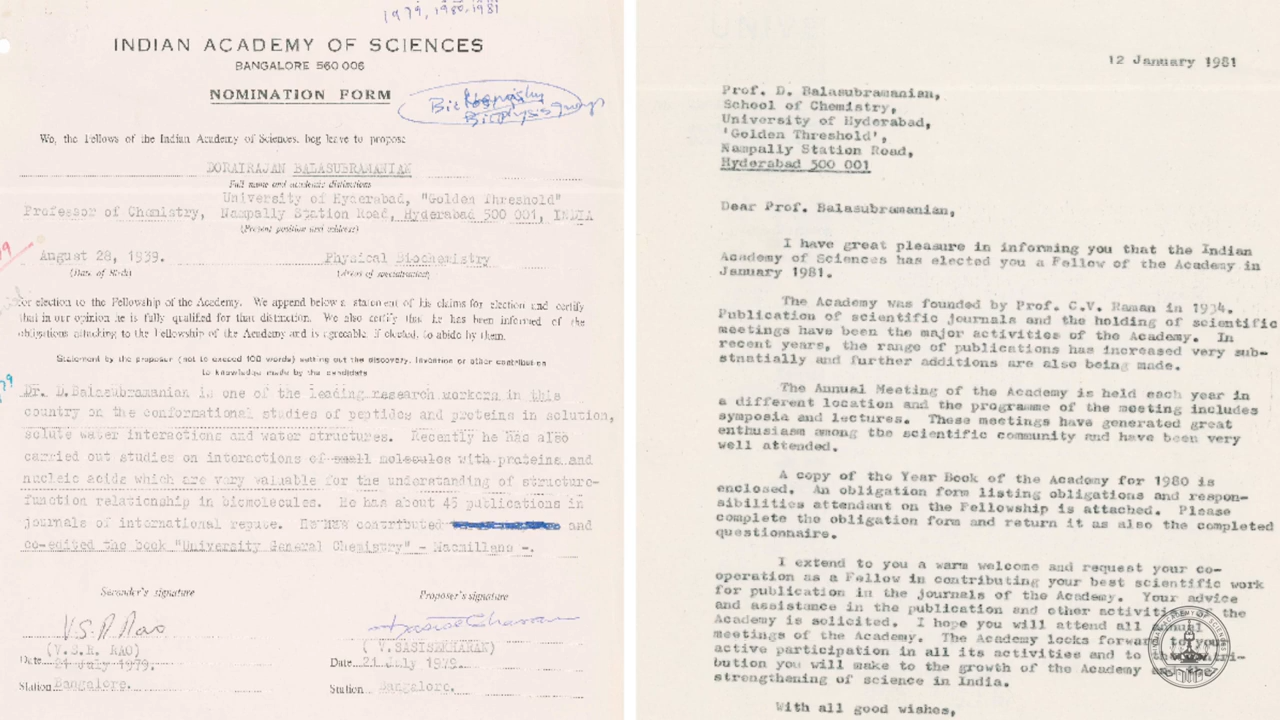 1979, 1980, 1981
INDIAN ACADEMY OF SCIENCES
BANGALORE 560 006
NOMINATION FORM
We, the Fellows of the Indian Academy of Sciences, beg leave to propose
DORAIRAJAN BALASUBRAMANIAN
Full name and academic distinctions
University of Hyderabad, "Golden Threshold"
Professor of Chemistry, Nampally Station Road, Hyderabad 500 001, INDIA
(Present position and address)
August 28, 1939. Physical Biochemistry
(Date of Birth) (Areas of specialisation)
for election to the Fellowship of the Academy. We append below a statement of his claims for election and certify
that in our opinion he is fully qualified for that distinction. We also certify that he has been informed of the
obligations attaching to the Fellowship of the Academy and is agreeable if elected, to abide by them.
Statement by the proposer (not to exceed 100 words) setting out the discovery, invention or other contribution
to knowledge made by the candidate
Dr. D.Balasubramanian is one of the leading research workers in this
country on the conformational studies of peptides and proteins in solution,
solute water interactions and water structures. Recently he has also
carried out studies on interactions of small molecules with proteins and
nucleic acids which are very valuable for the understanding of structure-
function relationship in biomolecules. He has about 45 publications in
journals of international repute. He has contributed and
co-edited the book "University General Chemistry" - Macmillans -.
Seconder's signature Proposer's signature
V.S.R. Rao
(V.S.R. RAO) (V. SASISEKHARAN)
Date 21 July 1979. Date 21 July 1979.
Station Bangalore. Station Bangalore.
12 January 1981
Prof. D. Balasubramanian,
School of Chemistry,
University of Hyderabad,
'Golden Threshold',
Nampally Station Road,
Hyderabad 500 001
Dear Prof. Balasubramanian,
I have great pleasure in informing you that the Indian
Academy of Sciences has elected you a Fellow of the Academy in
January 1981.
The Academy was founded by Prof. C.V. Raman in 1934.
Publication of scientific journals and the holding of scientific
meetings have been the major activities of the Academy. In
recent years, the range of publications has increased very sub-
stnatially and further additions are also being made.
The Annual Meeting of the Academy is held each year in
a different location and the programme of the meeting includes
symposia and lectures. These meetings have generated great
enthusiasm among the scientific community and have been very
well attended.
A copy of the Year Book of the Academy for 1980 is
enclosed. An obligation form listing obligations and respon-
sibilities attendant on the Fellowship is attached. Please
complete the obligation form and return it as also the completed
questionnaire.
I extend to you a warm welcome and request your co-
operation as a Fellow in contributing your best scientific work
for publication in the journals of the Academy. Your advice
and assistance in the publication and other the
Academy is solicited. I hope you will attend all annual
meetings of the Academy. The Academy looks forward to your
active participation in all its activities and to
bution you will make to the growth of the Academy
strengthening of science in India.
With all good wishes,